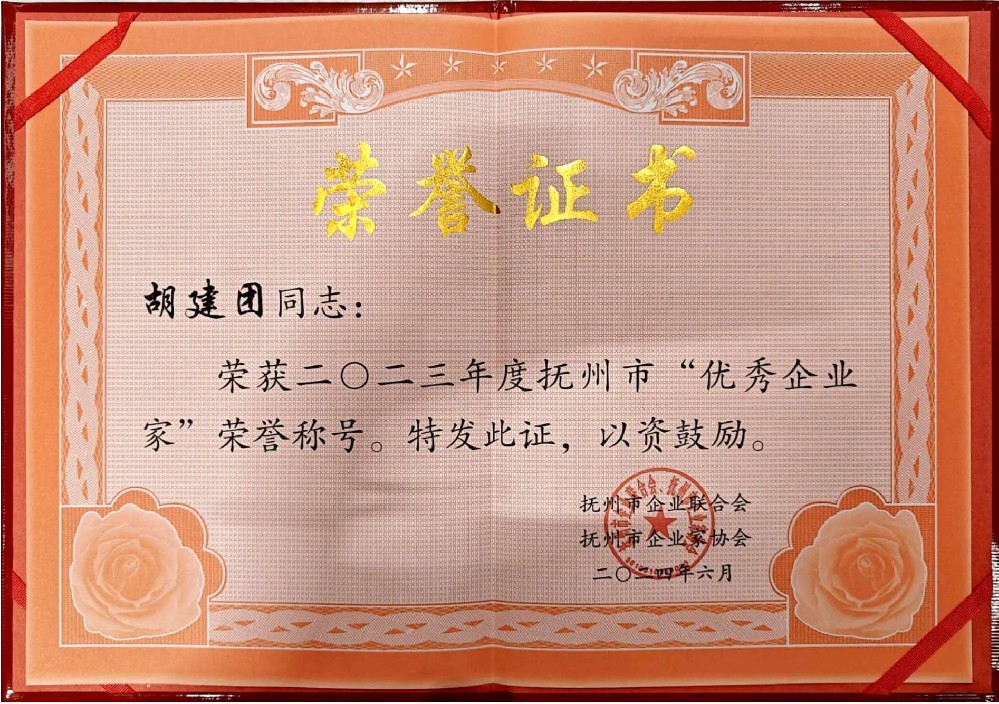 荣誉证书
胡建团同志：
荣获二〇二三年度抚州市“优秀企业
家”荣誉称号。特发此证，以资鼓励。
抚州市企业联合会
抚州市企业家协会
二〇二四年六月